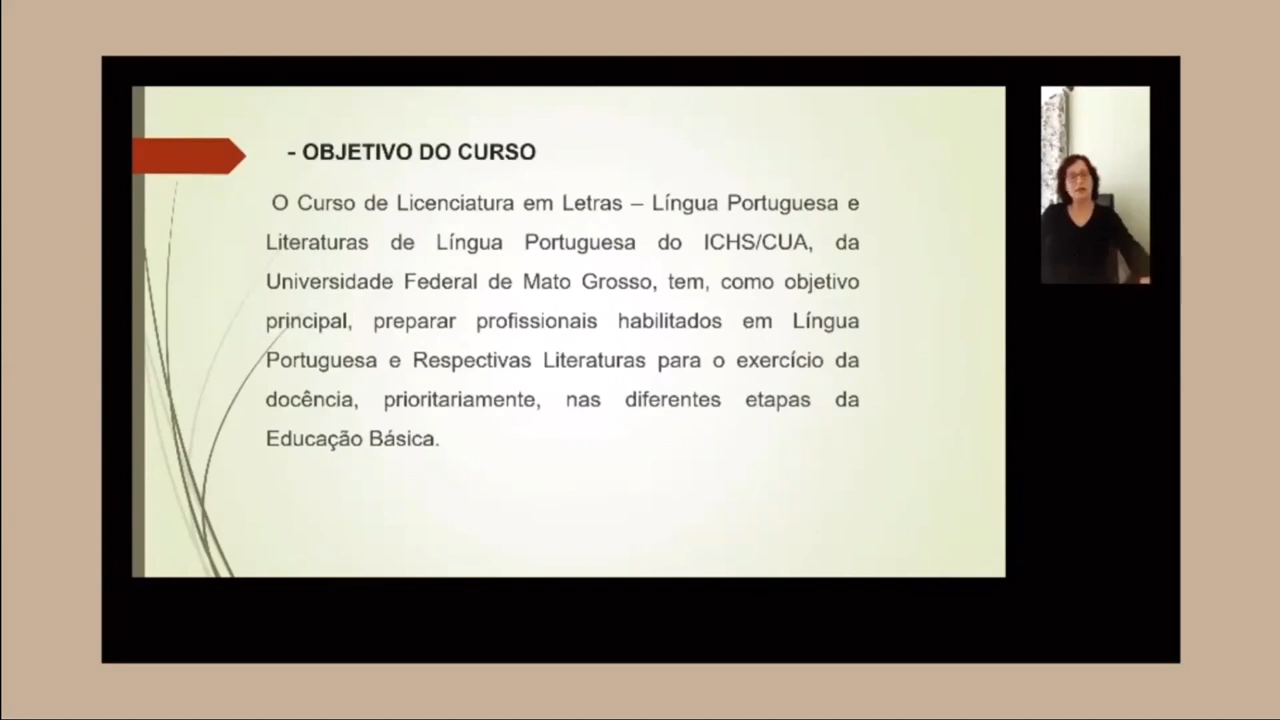 - OBJETIVO DO CURSO
O Curso de Licenciatura em Letras – Língua Portuguesa e
Literaturas de Língua Portuguesa do ICHS/CUA, da
Universidade Federal de Mato Grosso, tem, como objetivo
principal, preparar profissionais habilitados em Língua
Portuguesa e Respectivas Literaturas para o exercício da
docência, prioritariamente, nas diferentes etapas da
Educação Básica.